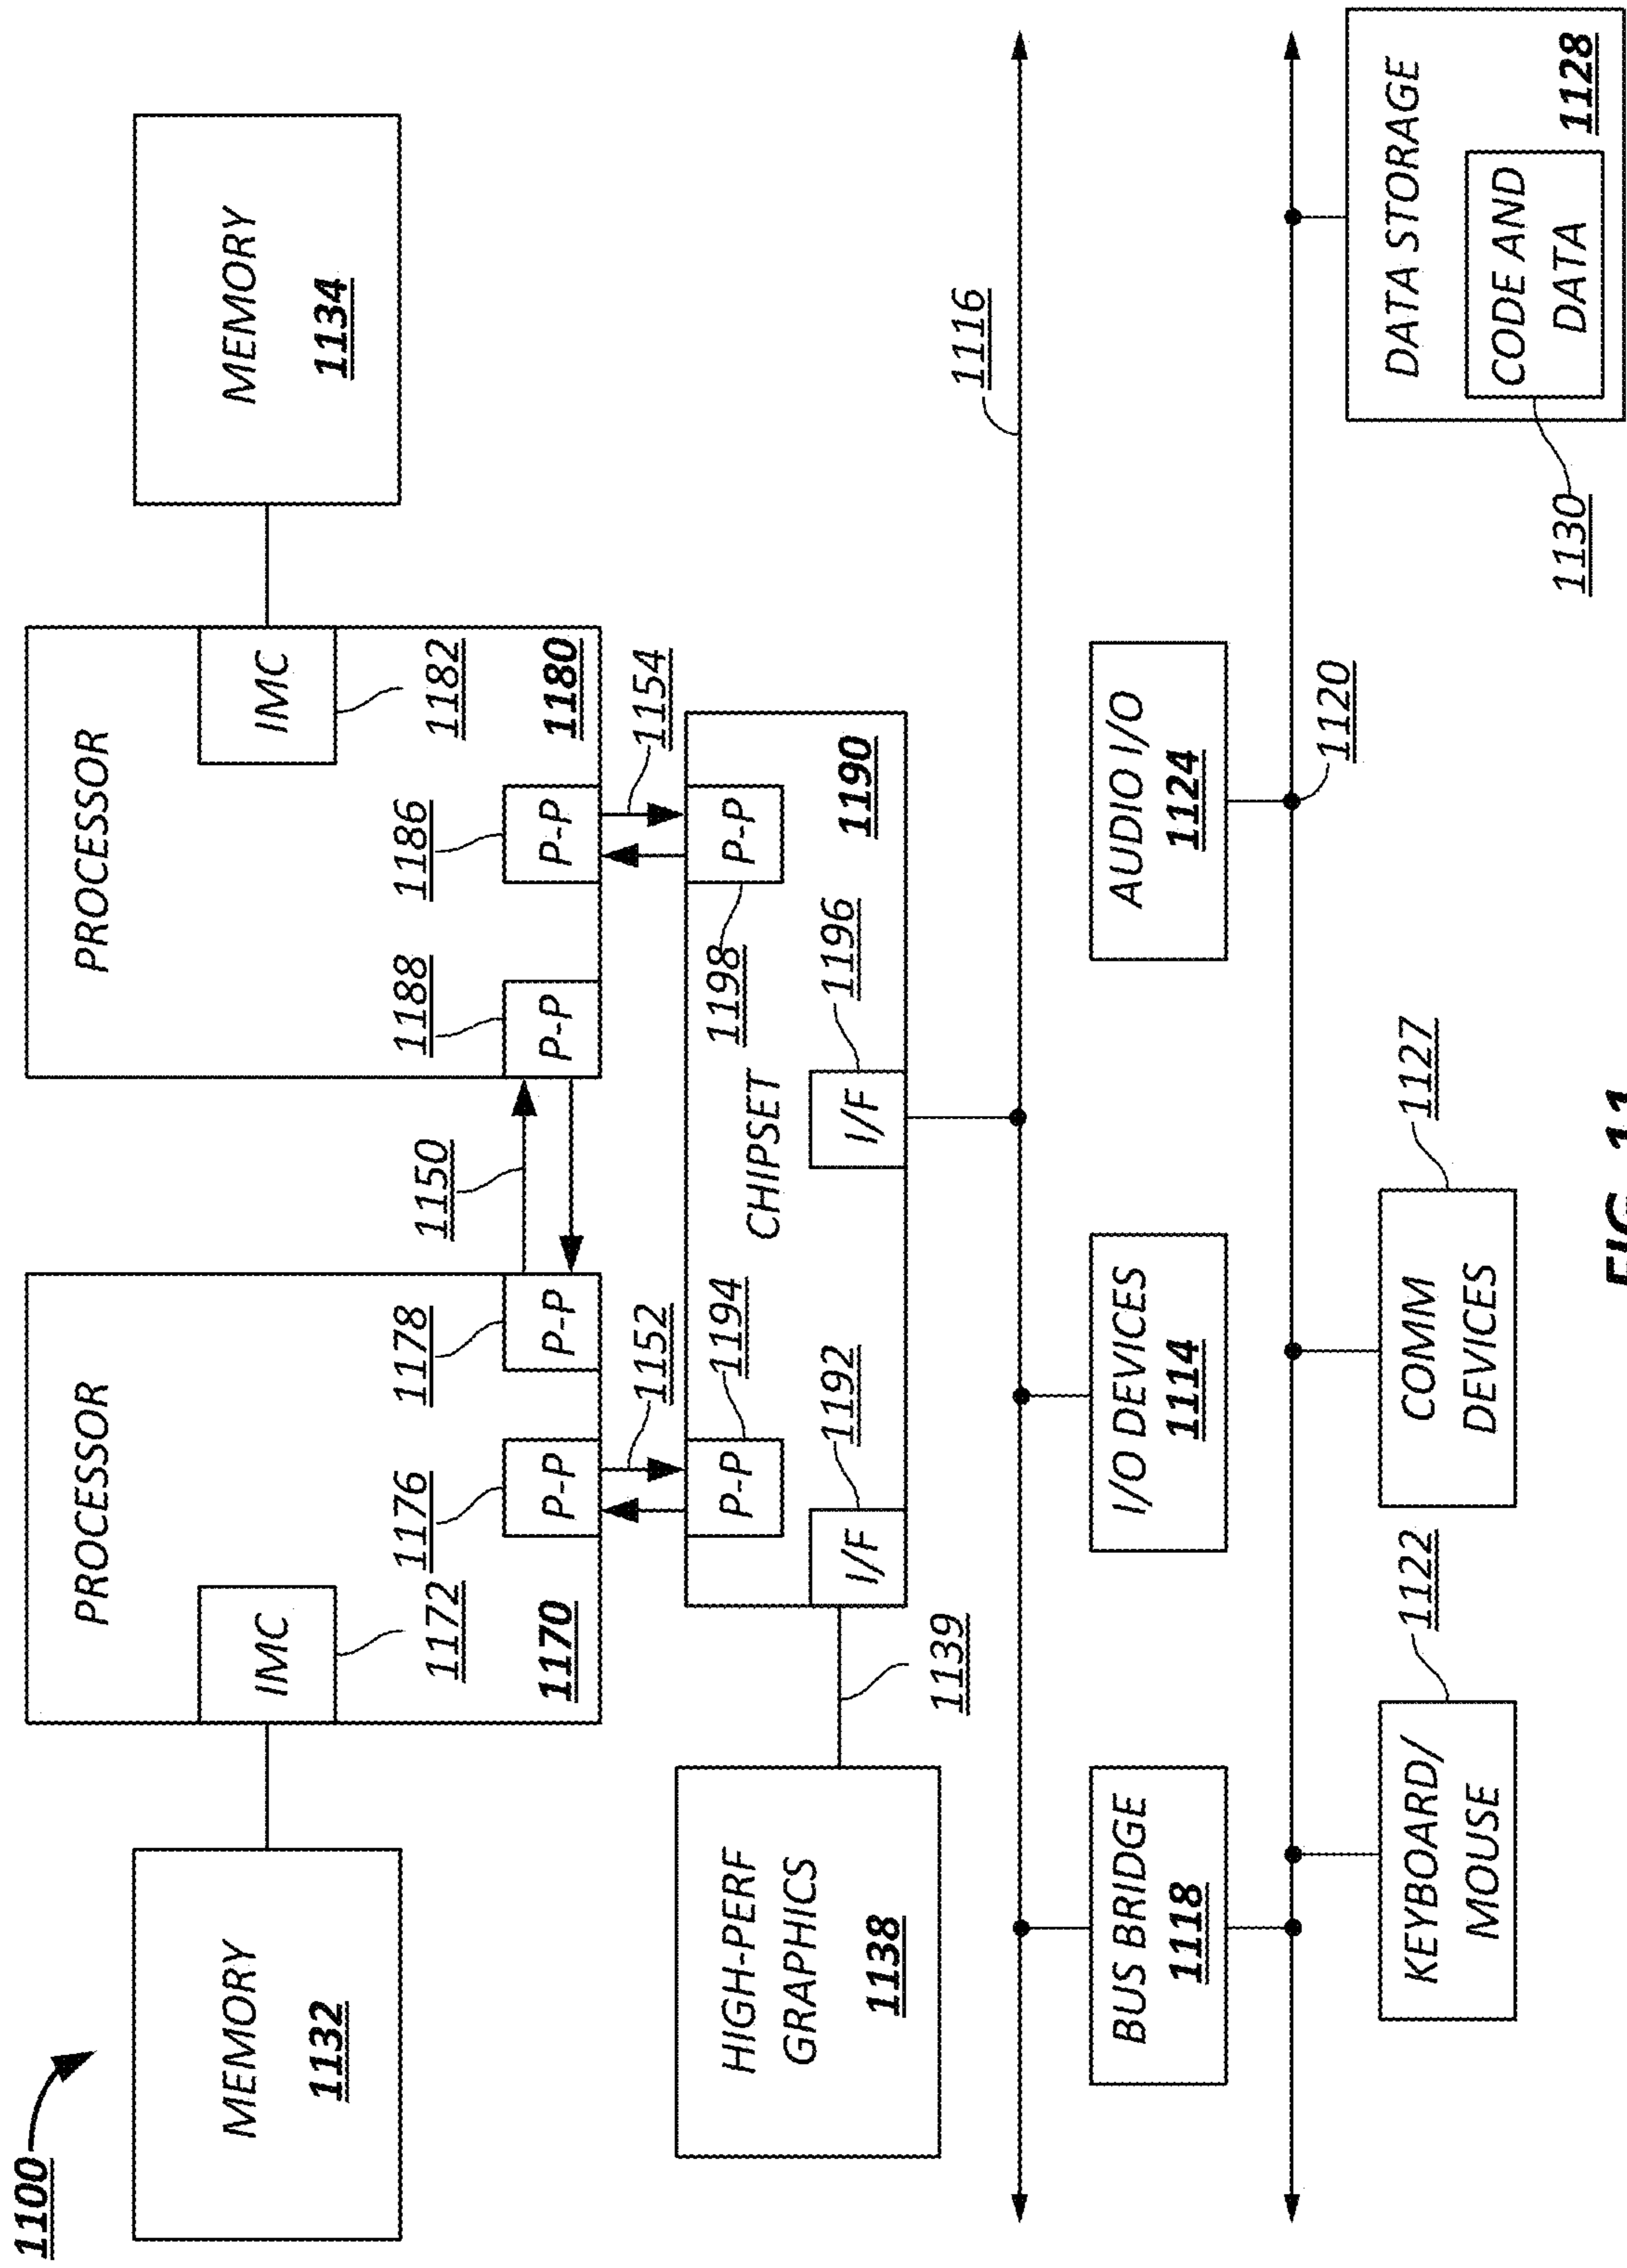 1100
MEMORY
1132
PROCESSOR
IMC
1172
1170
1176
P-P
1178
P-P
1150
PROCESSOR
1188
P-P
1186
P-P
IMC
1182
1180
MEMORY
1134
1152
1154
HIGH-PERF
GRAPHICS
1138
1139
P-P
1194
I/F
1192
CHIPSET
1198
P-P
I/F
1196
1190
1116
BUS BRIDGE
1118
I/O DEVICES
1114
AUDIO I/O
1124
1120
KEYBOARD/
MOUSE
1122
COMM
DEVICES
1127
DATA STORAGE
CODE AND
DATA
1128
1130
FIG. 11